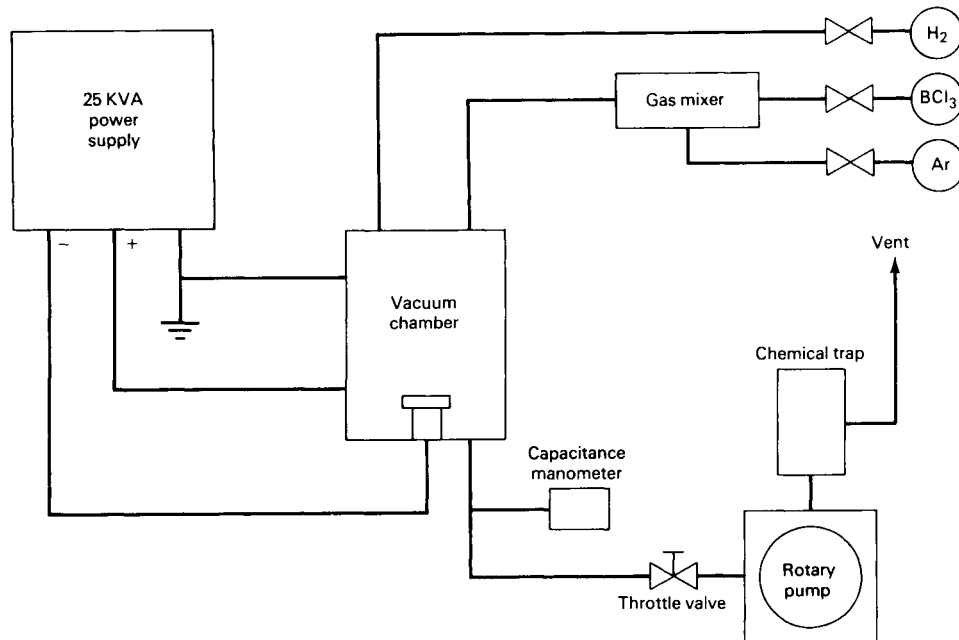 25 KVA
power
supply
−
+
H₂
Gas mixer
BCl₃
Ar
Vacuum
chamber
Vent
Chemical trap
Capacitance
manometer
Throttle valve
Rotary
pump